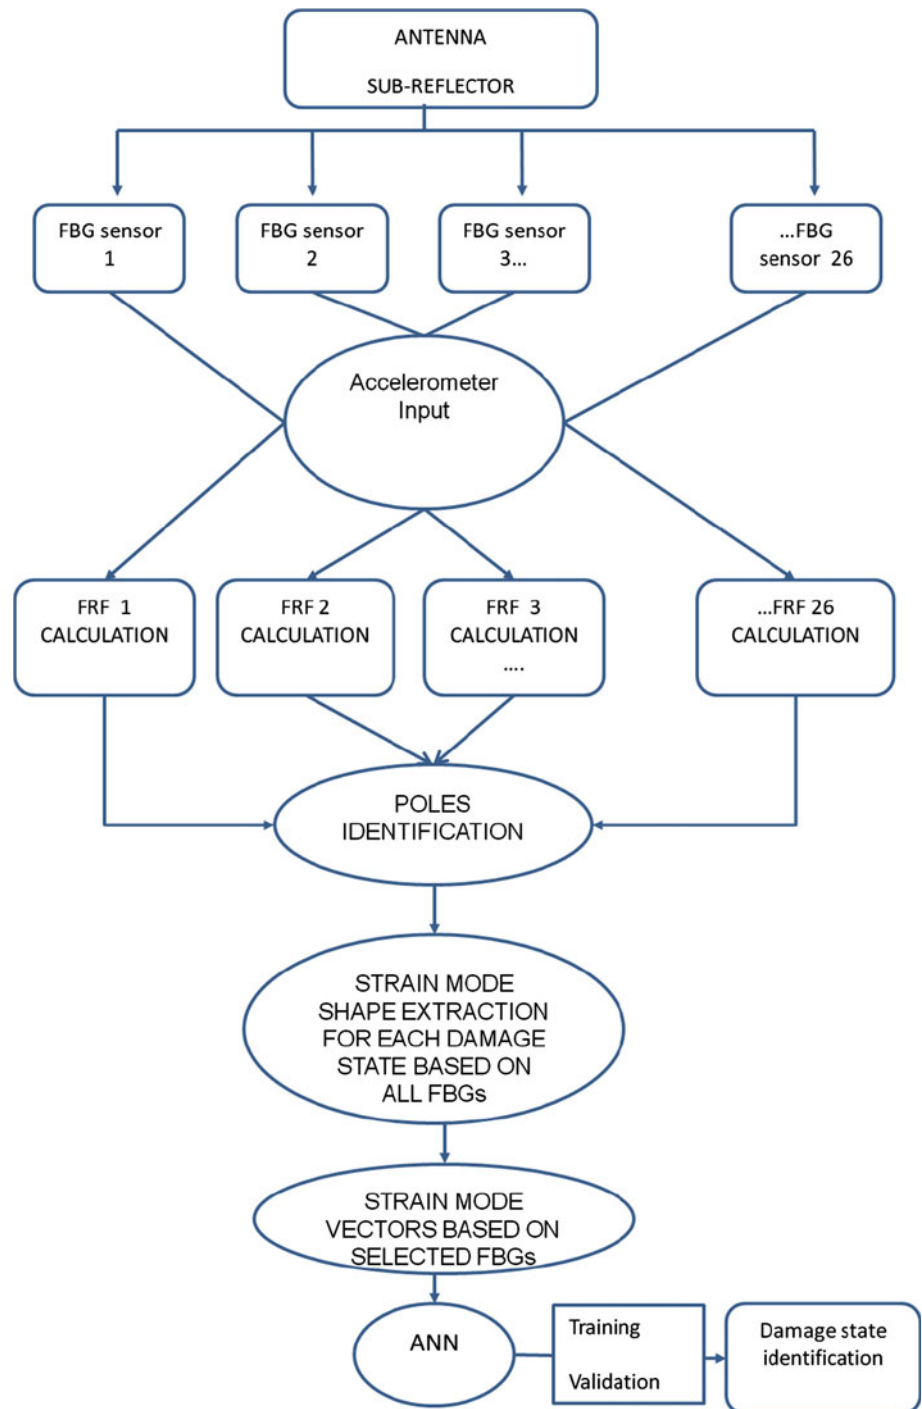 ANTENNA
SUB-REFLECTOR
FBG sensor
1
FBG sensor
2
FBG sensor
3...
...FBG
sensor 26
Accelerometer
Input
FRF 1
CALCULATION
FRF 2
CALCULATION
FRF 3
CALCULATION
....
...FRF 26
CALCULATION
POLES
IDENTIFICATION
STRAIN MODE
SHAPE EXTRACTION
FOR EACH DAMAGE
STATE BASED ON
ALL FBGs
STRAIN MODE
VECTORS BASED ON
SELECTED FBGs
ANN
Training
Validation
Damage state
identification